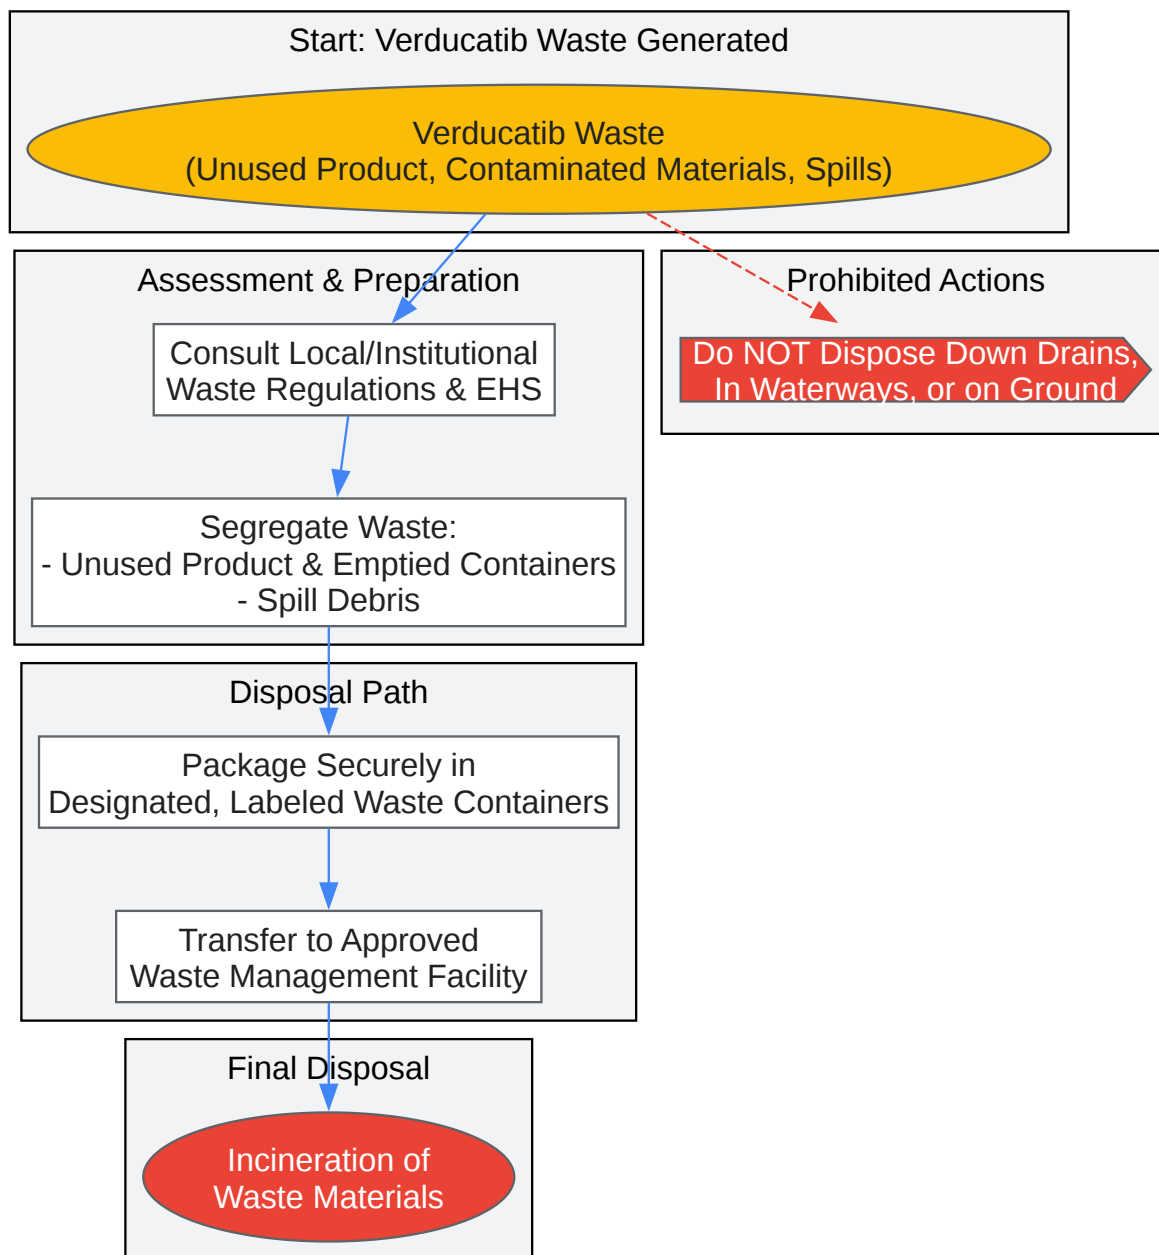 Start: Verducatib Waste Generated
Verducatib Waste
(Unused Product, Contaminated Materials, Spills)
Assessment & Preparation
Consult Local/Institutional
Waste Regulations & EHS
Segregate Waste:
- Unused Product & Emptied Containers
- Spill Debris
Prohibited Actions
Do NOT Dispose Down Drains,
In Waterways, or on Ground
Disposal Path
Package Securely in
Designated, Labeled Waste Containers
Transfer to Approved
Waste Management Facility
Final Disposal
Incineration of
Waste Materials